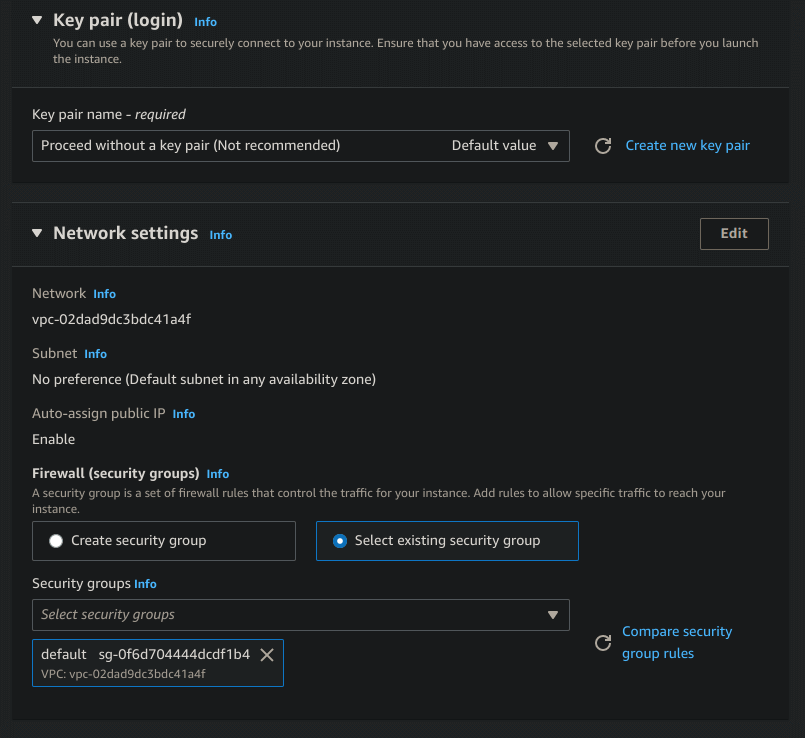 Key pair (login) Info
You can use a key pair to securely connect to your instance. Ensure that you have access to the selected key pair before you launch
the instance.
Key pair name - required
Proceed without a key pair (Not recommended) Default value
Create new key pair
Network settings Info
Edit
Network Info
vpc-02dad9dc3bdc41a4f
Subnet Info
No preference (Default subnet in any availability zone)
Auto-assign public IP Info
Enable
Firewall (security groups) Info
A security group is a set of firewall rules that control the traffic for your instance. Add rules to allow specific traffic to reach your
instance.
Create security group
Select existing security group
Security groups Info
Select security groups
Compare security
group rules
default sg-0f6d704444dcdf1b4
VPC: vpc-02dad9dc3bdc41a4f